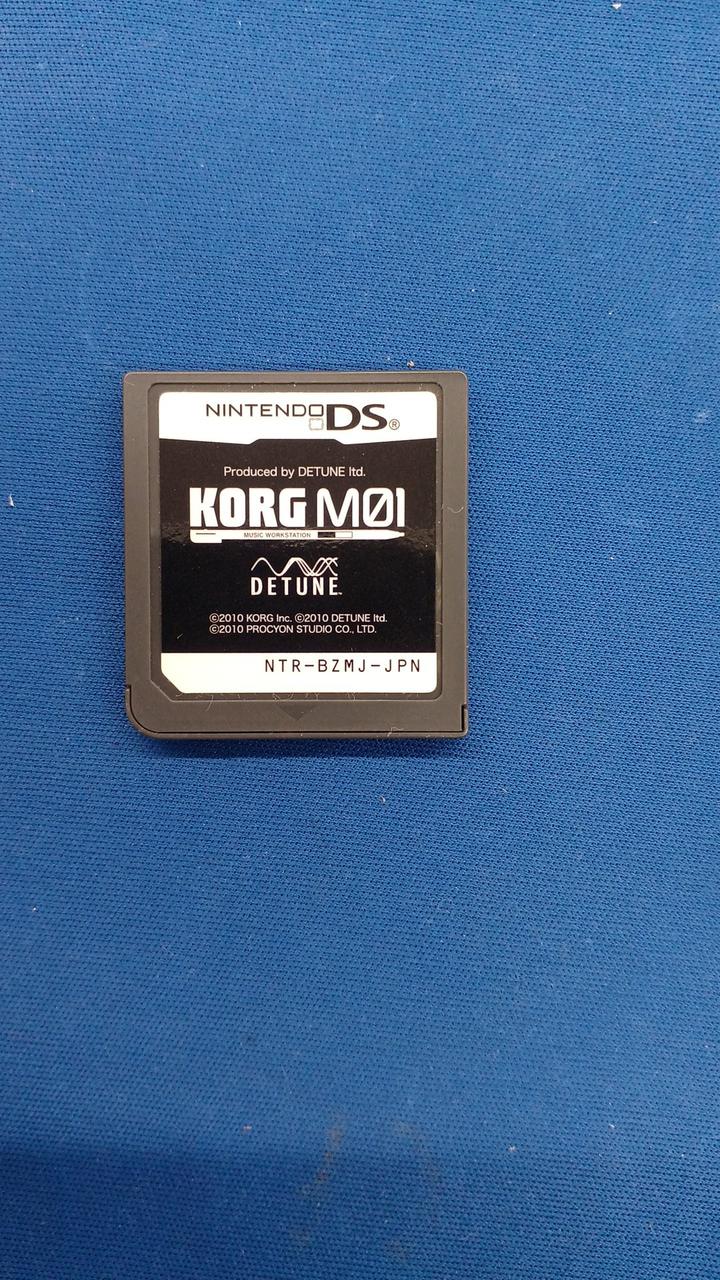 NINTENDO DS®
Produced by DETUNE ltd.
KORG M01
MUSIC WORKSTATION
DETUNE™
©2010 KORG Inc. ©2010 DETUNE ltd.
©2010 PROCYON STUDIO CO., LTD.
NTR-BZMJ-JPN